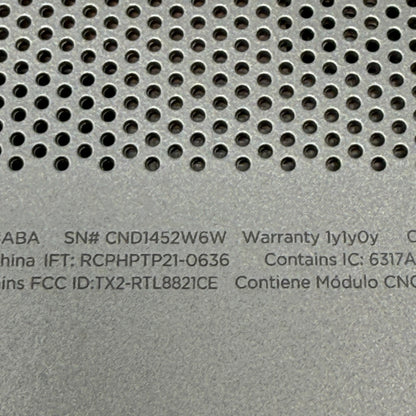 ABA SN# CND1452W6W Warranty 1y1y0y
hina IFT: RCPHPTP21-0636 Contains IC: 6317A
ins FCC ID:TX2-RTL8821CE Contiene Módulo CNC